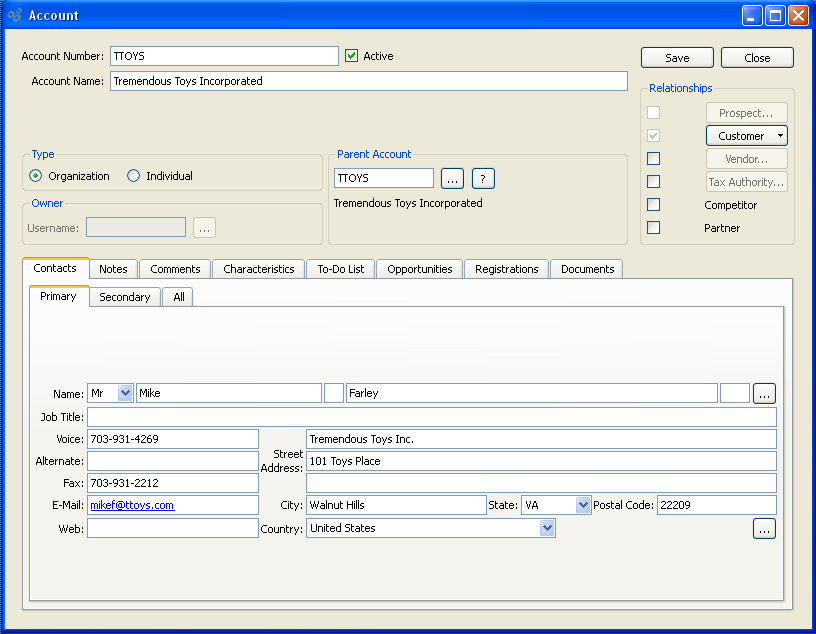 Account
Account Number: TTOYS Active Save Close
Account Name: Tremendous Toys Incorporated
Relationships
Prospect...
Customer
Vendor...
Tax Authority...
Competitor
Partner
Type
Organization Individual
Parent Account
TTOYS ... ?
Tremendous Toys Incorporated
Owner
Username: ...
Contacts Notes Comments Characteristics To-Do List Opportunities Registrations Documents
Primary Secondary All
Name: Mr Mike Farley ...
Job Title:
Voice: 703-931-4269
Alternate:
Fax: 703-931-2212
E-Mail: mikef@ttoys.com
Web:
Street
Address:
Tremendous Toys Inc.
101 Toys Place
City: Walnut Hills State: VA Postal Code: 22209
Country: United States ...